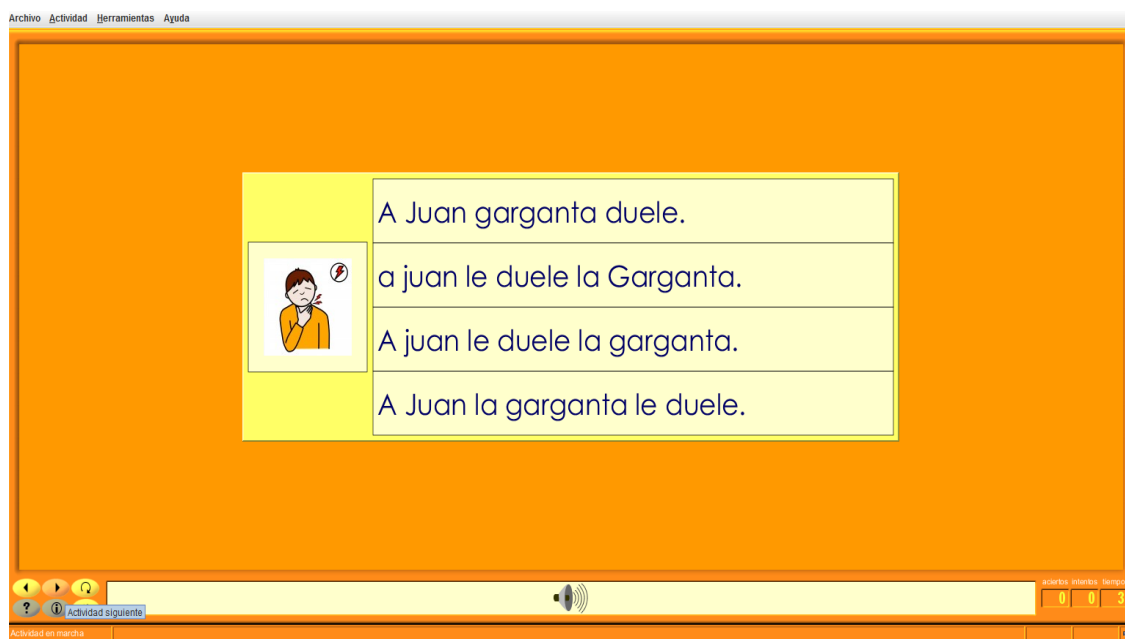 Archivo Actividad Herramientas Ayuda
A Juan garganta duele.
a juan le duele la Garganta.
A juan le duele la garganta.
A Juan la garganta le duele.
aciertos intentos tiempo
0 0 3
? i Actividad siguiente
Actividad en marcha